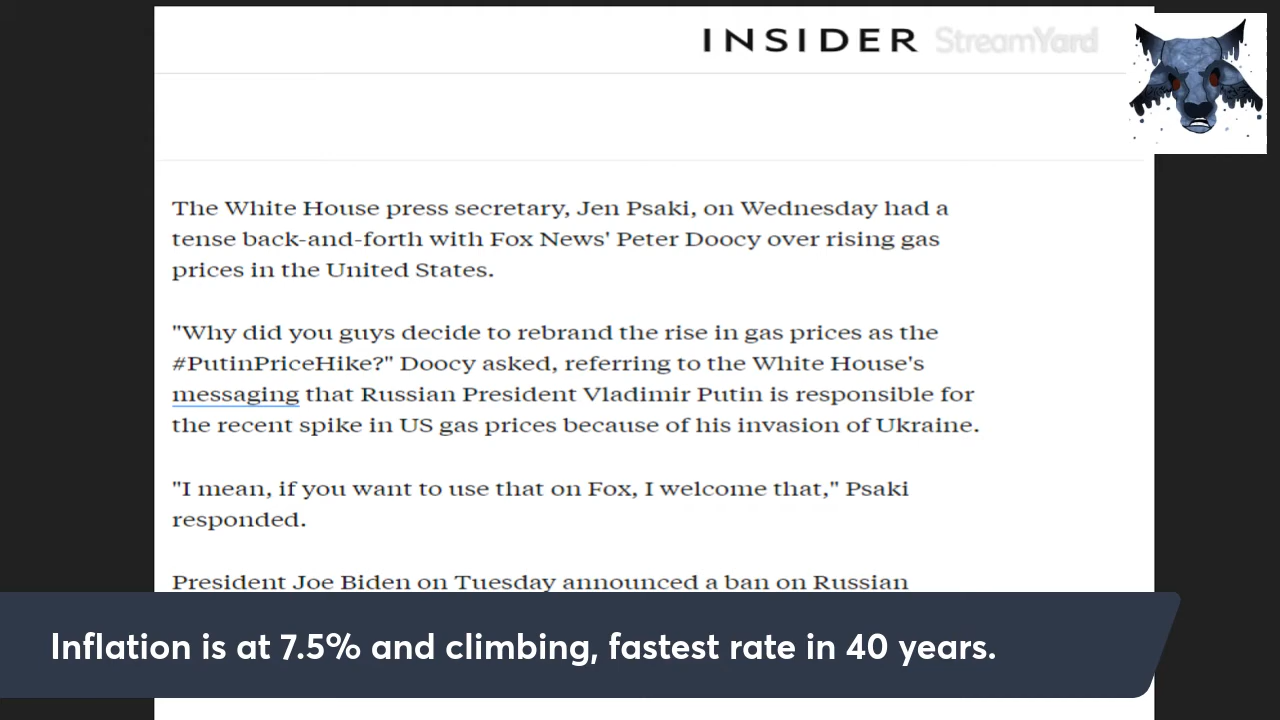 INSIDER StreamYard
The White House press secretary, Jen Psaki, on Wednesday had a
tense back-and-forth with Fox News' Peter Doocy over rising gas
prices in the United States.
"Why did you guys decide to rebrand the rise in gas prices as the
#PutinPriceHike?" Doocy asked, referring to the White House's
messaging that Russian President Vladimir Putin is responsible for
the recent spike in US gas prices because of his invasion of Ukraine.
"I mean, if you want to use that on Fox, I welcome that," Psaki
responded.
President Joe Biden on Tuesday announced a ban on Russian
Inflation is at 7.5% and climbing, fastest rate in 40 years.